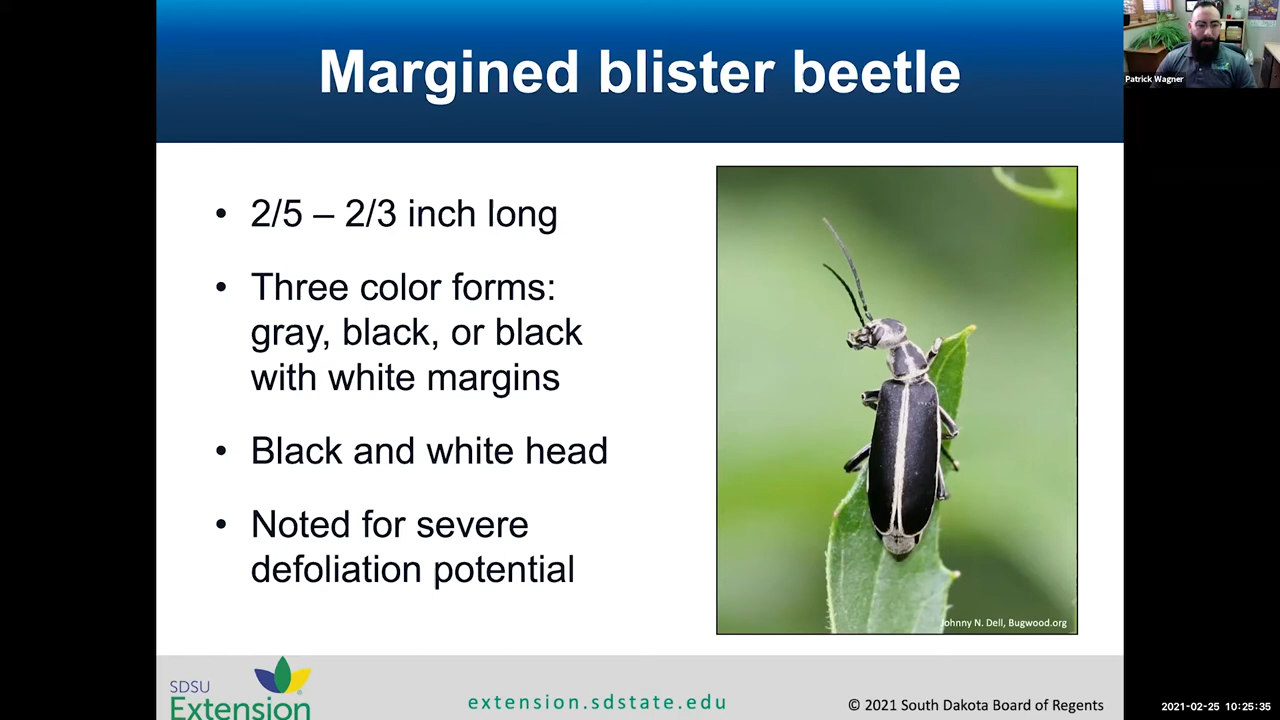 Margined blister beetle
Patrick Wagner
• 2/5 – 2/3 inch long
• Three color forms:
gray, black, or black
with white margins
• Black and white head
• Noted for severe
defoliation potential
Johnny N. Dell, Bugwood.org
SDSU
Extension
extension.sdstate.edu
© 2021 South Dakota Board of Regents
2021-02-25 10:25:35